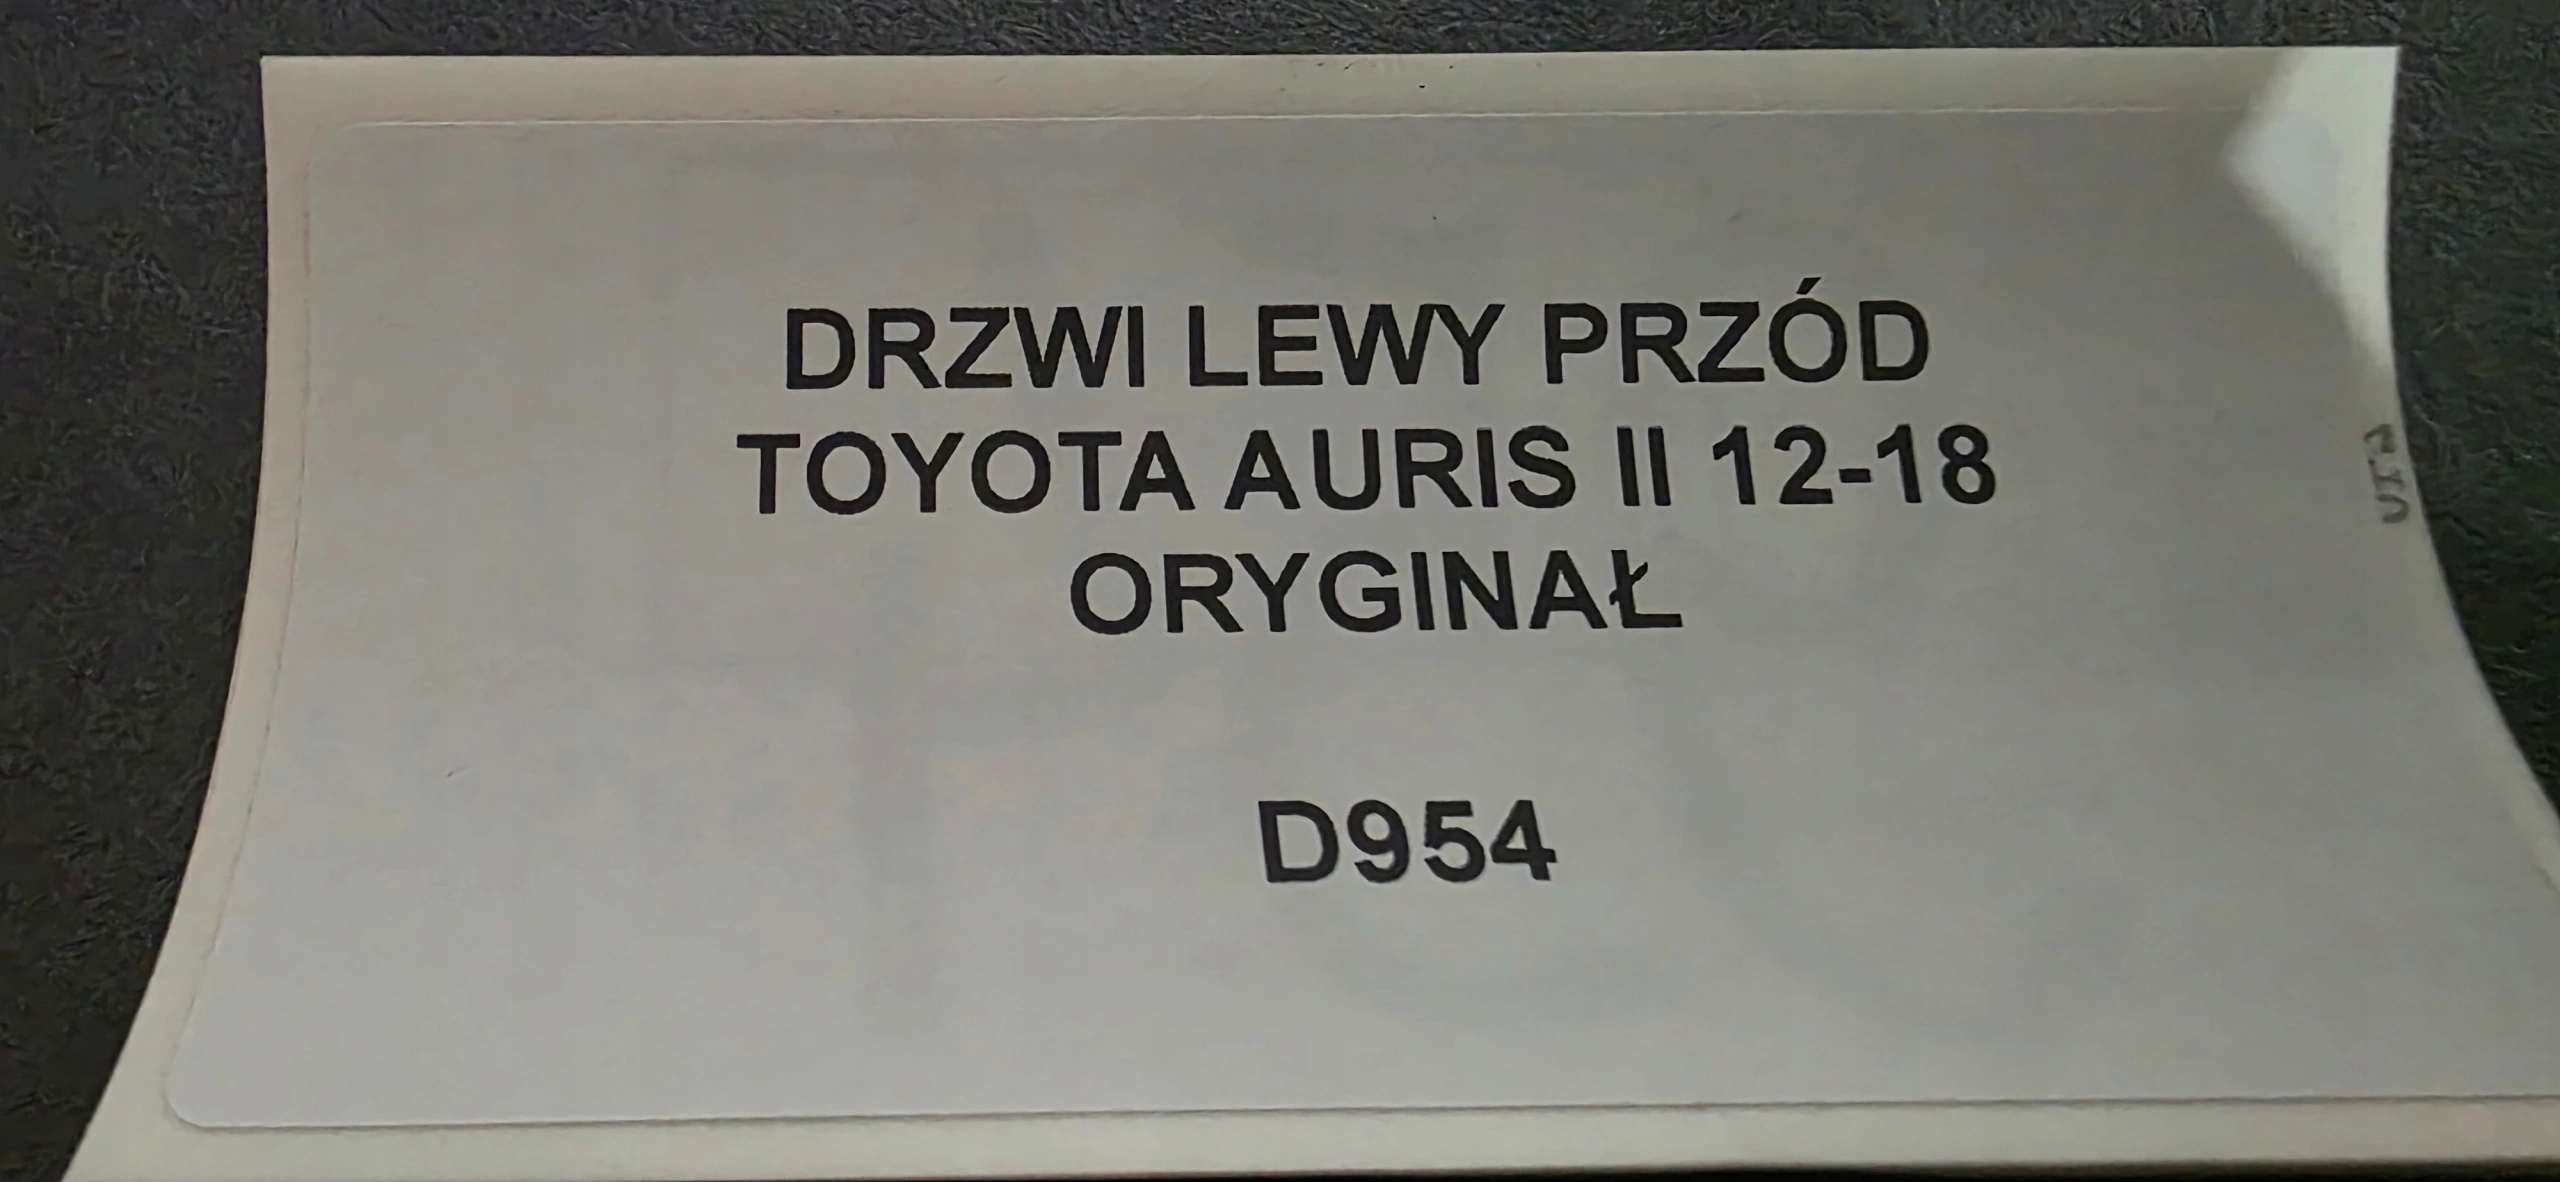 DRZWI LEWY PRZÓD
TOYOTA AURIS II 12-18
ORYGINAŁ
D954